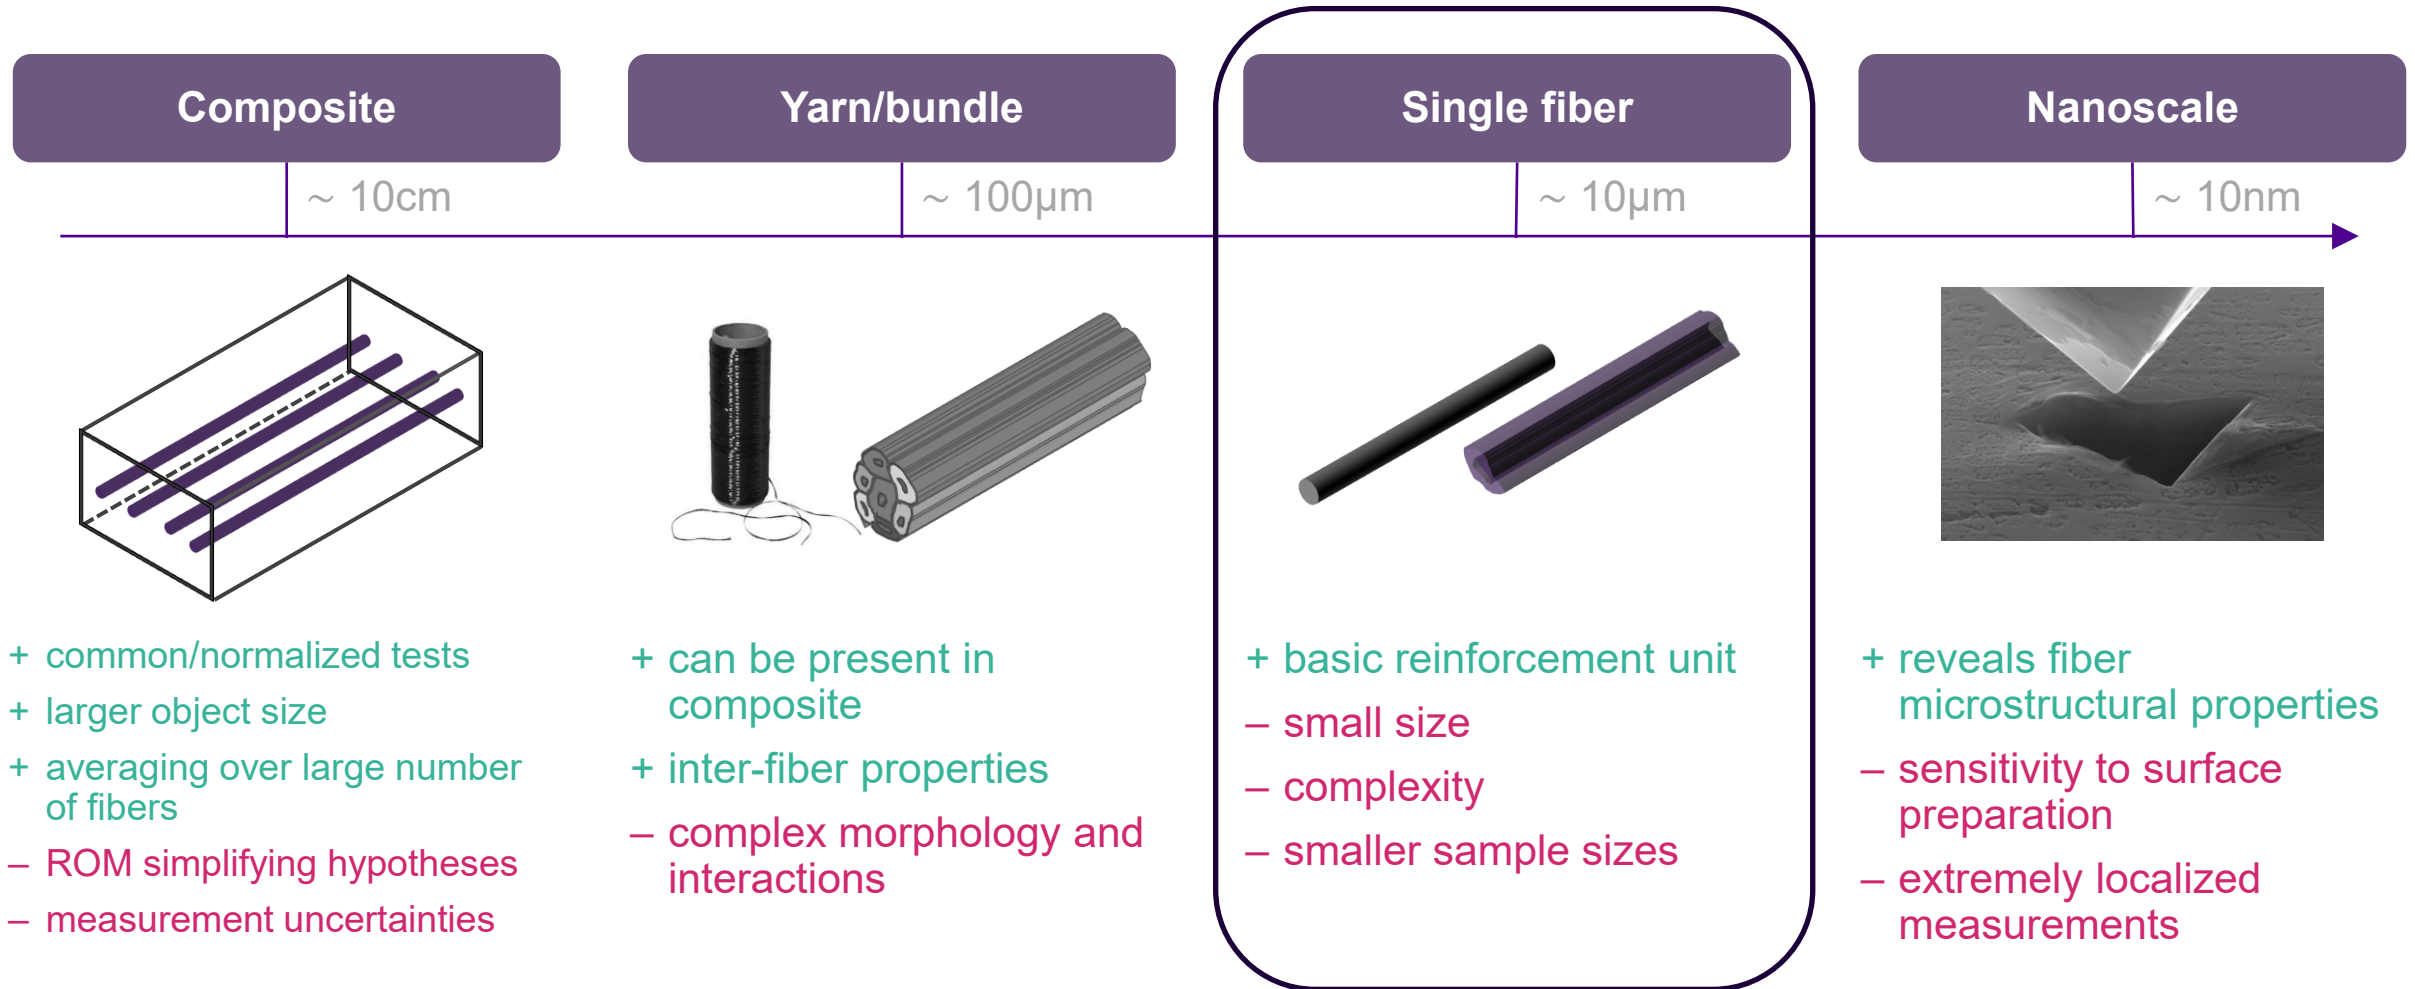 Composite
~ 10cm
+ common/normalized tests
+ larger object size
+ averaging over large number
of fibers
– ROM simplifying hypotheses
– measurement uncertainties
Yarn/bundle
~ 100µm
+ can be present in
composite
+ inter-fiber properties
– complex morphology and
interactions
Single fiber
~ 10µm
+ basic reinforcement unit
– small size
– complexity
– smaller sample sizes
Nanoscale
~ 10nm
+ reveals fiber
microstructural properties
– sensitivity to surface
preparation
– extremely localized
measurements